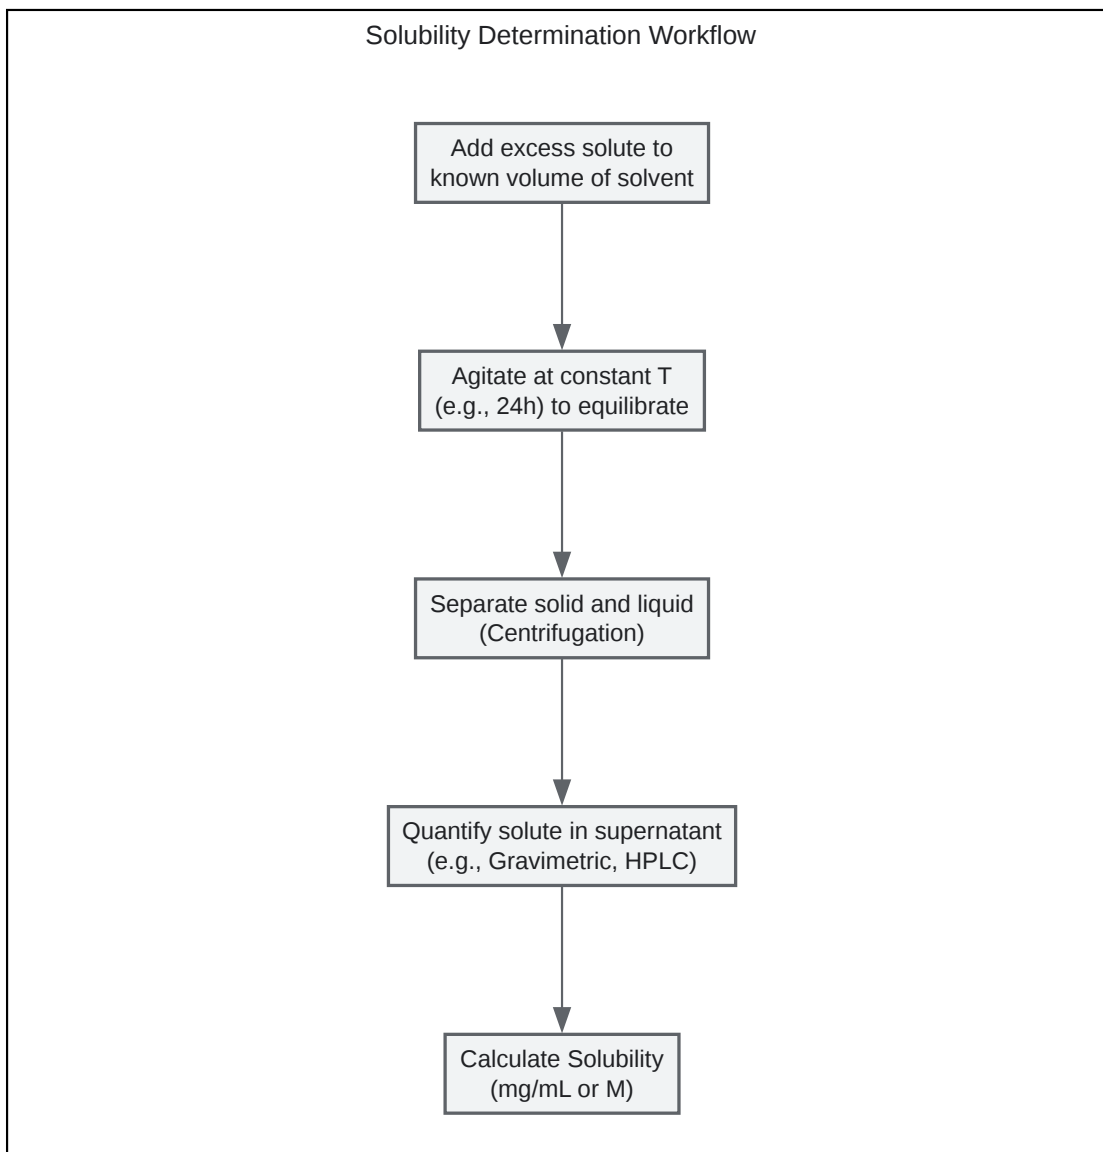 Solubility Determination Workflow
Add excess solute to
known volume of solvent
Agitate at constant T
(e.g., 24h) to equilibrate
Separate solid and liquid
(Centrifugation)
Quantify solute in supernatant
(e.g., Gravimetric, HPLC)
Calculate Solubility
(mg/mL or M)